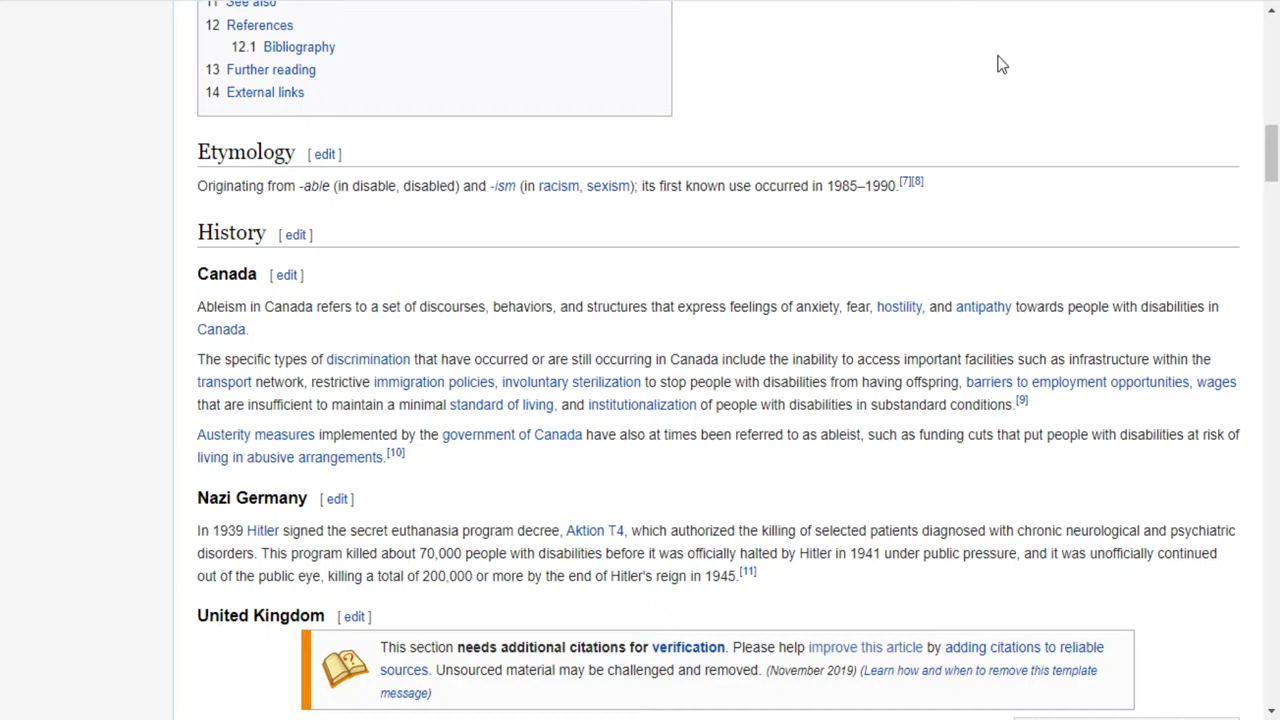 11 See also
12 References
12.1 Bibliography
13 Further reading
14 External links
Etymology [ edit ]
Originating from -able (in disable, disabled) and -ism (in racism, sexism); its first known use occurred in 1985–1990.[7][8]
History [ edit ]
Canada [ edit ]
Ableism in Canada refers to a set of discourses, behaviors, and structures that express feelings of anxiety, fear, hostility, and antipathy towards people with disabilities in
Canada.
The specific types of discrimination that have occurred or are still occurring in Canada include the inability to access important facilities such as infrastructure within the
transport network, restrictive immigration policies, involuntary sterilization to stop people with disabilities from having offspring, barriers to employment opportunities, wages
that are insufficient to maintain a minimal standard of living, and institutionalization of people with disabilities in substandard conditions.[9]
Austerity measures implemented by the government of Canada have also at times been referred to as ableist, such as funding cuts that put people with disabilities at risk of
living in abusive arrangements.[10]
Nazi Germany [ edit ]
In 1939 Hitler signed the secret euthanasia program decree, Aktion T4, which authorized the killing of selected patients diagnosed with chronic neurological and psychiatric
disorders. This program killed about 70,000 people with disabilities before it was officially halted by Hitler in 1941 under public pressure, and it was unofficially continued
out of the public eye, killing a total of 200,000 or more by the end of Hitler's reign in 1945.[11]
United Kingdom [ edit ]
This section needs additional citations for verification. Please help improve this article by adding citations to reliable
sources. Unsourced material may be challenged and removed. (November 2019) (Learn how and when to remove this template
message)